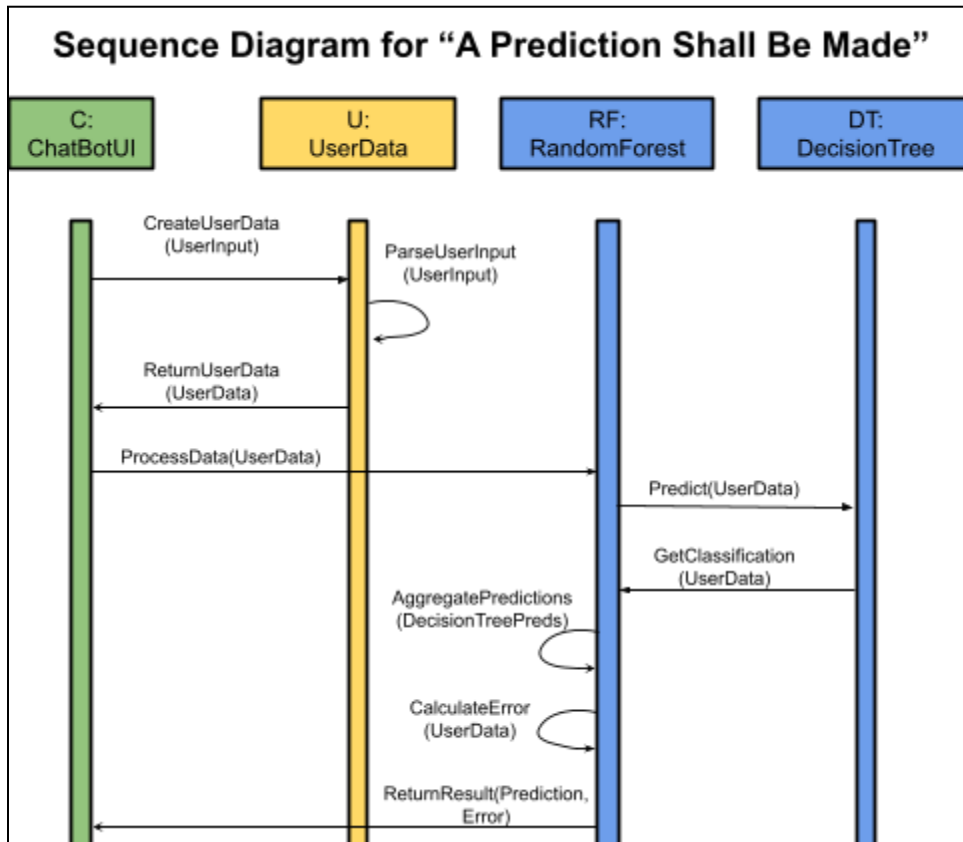 Sequence Diagram for “A Prediction Shall Be Made”
C:
ChatBotUI
U:
UserData
RF:
RandomForest
DT:
DecisionTree
CreateUserData
(UserInput)
ParseUserInput
(UserInput)
ReturnUserData
(UserData)
ProcessData(UserData)
Predict(UserData)
GetClassification
(UserData)
AggregatePredictions
(DecisionTreePreds)
CalculateError
(UserData)
ReturnResult(Prediction,
Error)